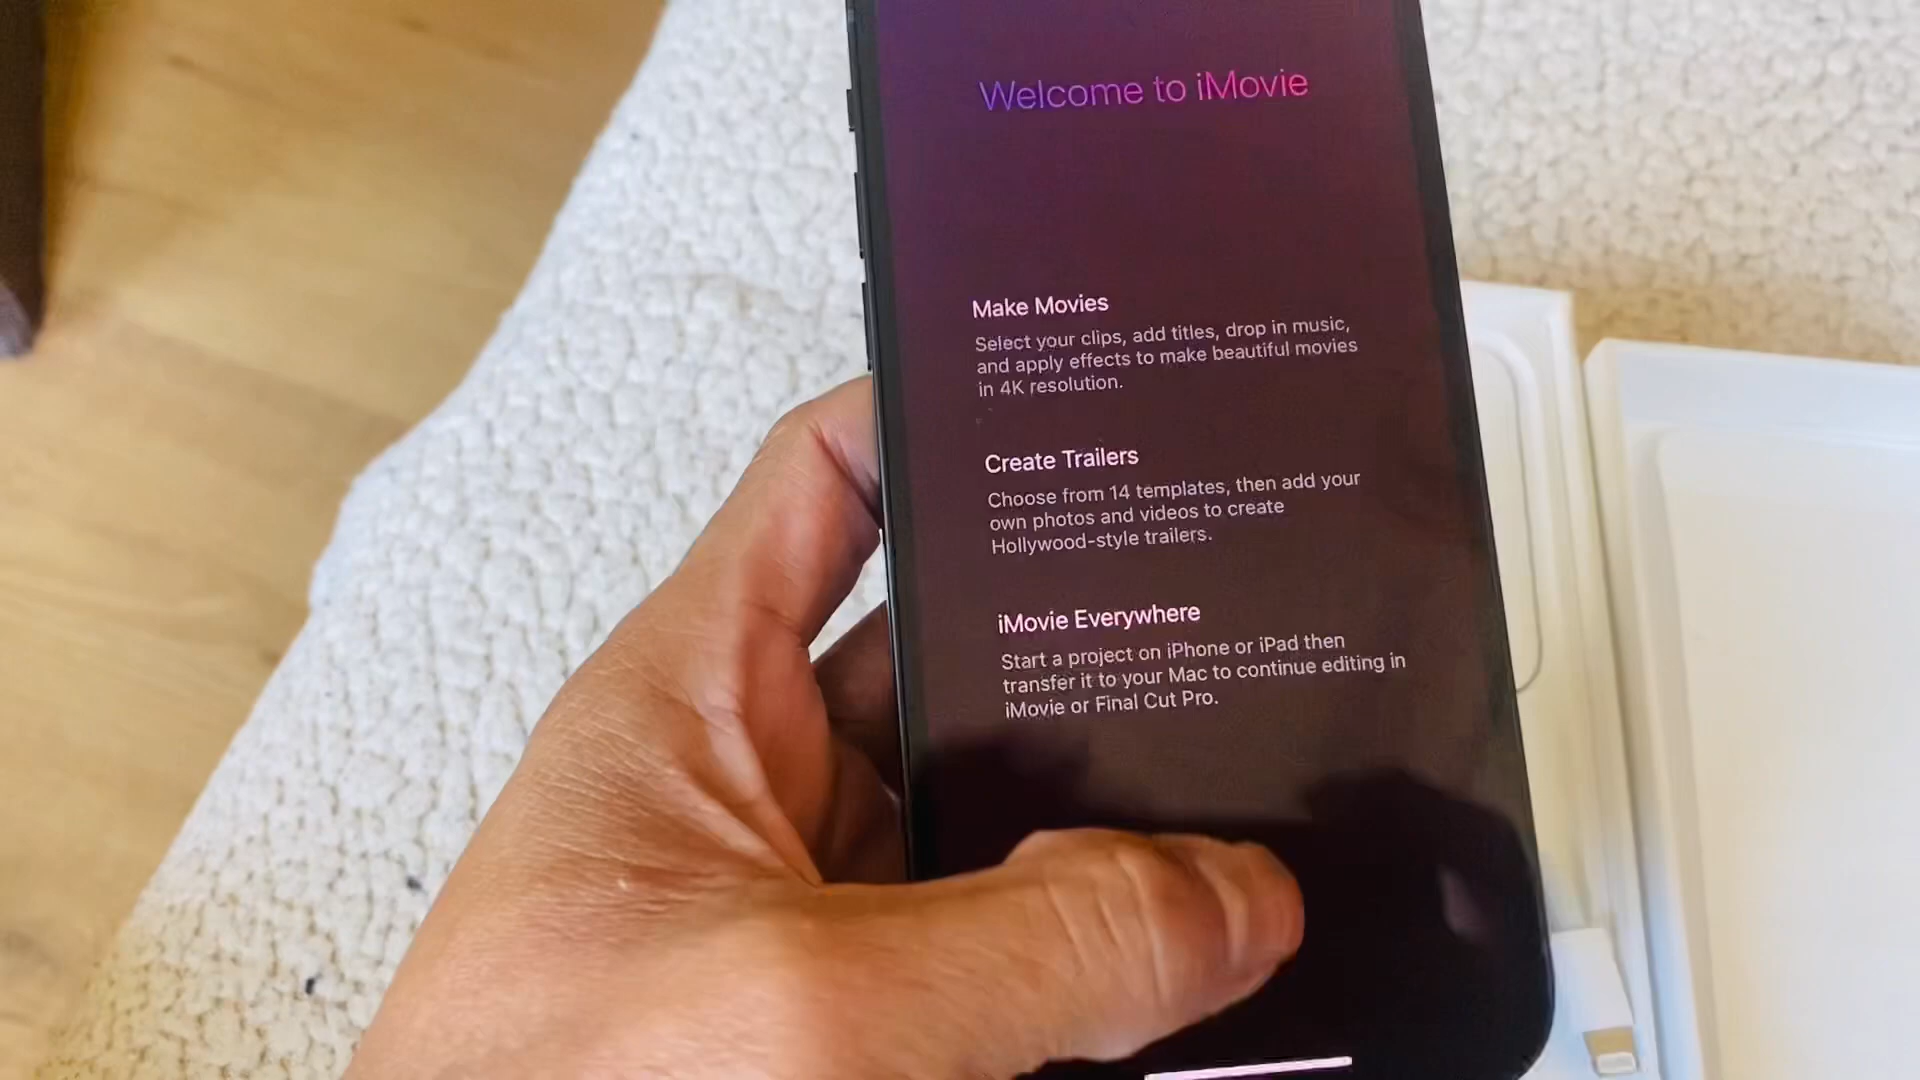 Welcome to iMovie
Make Movies
Select your clips, add titles, drop in music,
and apply effects to make beautiful movies
in 4K resolution.
Create Trailers
Choose from 14 templates, then add your
own photos and videos to create
Hollywood-style trailers.
iMovie Everywhere
Start a project on iPhone or iPad then
transfer it to your Mac to continue editing in
iMovie or Final Cut Pro.